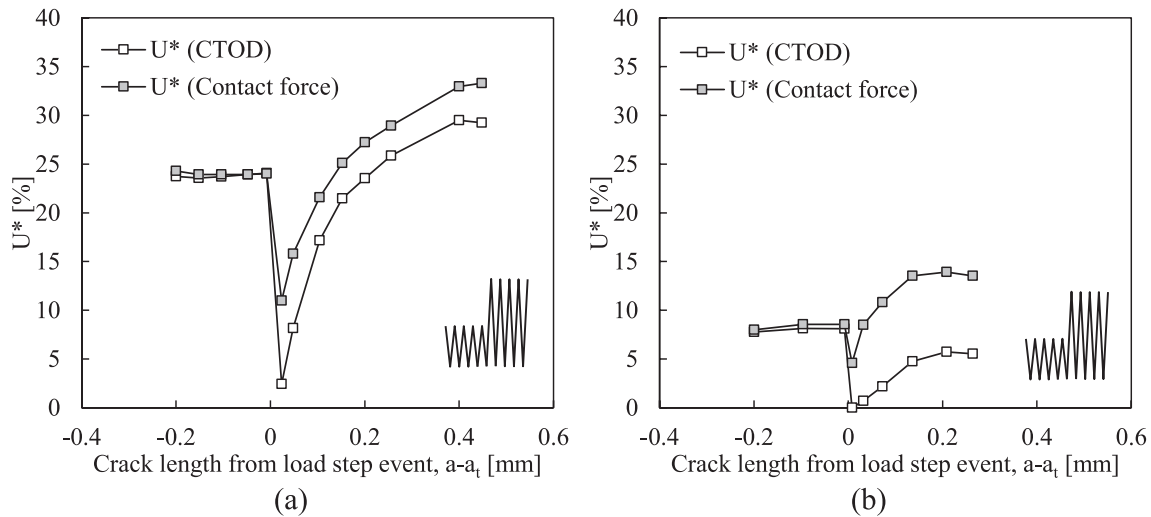 40
35
30
25
20
15
10
5
0
U* [%]
U* (CTOD)
U* (Contact force)
-0.4 -0.2 0 0.2 0.4 0.6
Crack length from load step event, a-aₜ [mm]
(a)
40
35
30
25
20
15
10
5
0
U* [%]
U* (CTOD)
U* (Contact force)
-0.4 -0.2 0 0.2 0.4 0.6
Crack length from load step event, a-aₜ [mm]
(b)